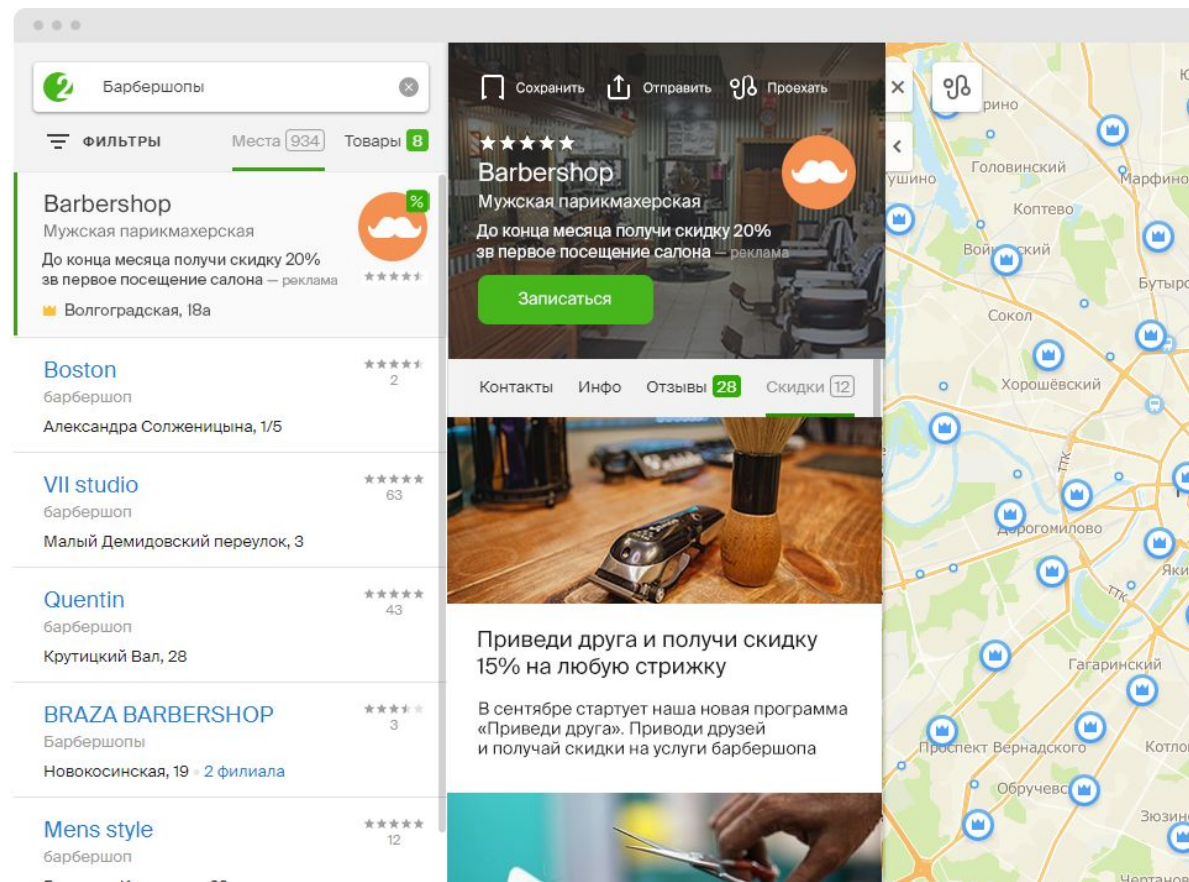 Барбершопы
ФИЛЬТРЫ
Места 934
Товары 8
Barbershop
Мужская парикмахерская
До конца месяца получи скидку 20%
зв первое посещение салона — реклама
Волгоградская, 18а
%
Boston
2
барбершоп
Александра Солженицына, 1/5
VII studio
63
барбершоп
Малый Демидовский переулок, 3
Quentin
43
барбершоп
Крутицкий Вал, 28
BRAZA BARBERSHOP
3
Барбершопы
Новокосинская, 19 • 2 филиала
Mens style
12
барбершоп
Сохранить
Отправить
Проехать
Barbershop
Мужская парикмахерская
До конца месяца получи скидку 20%
зв первое посещение салона — реклама
Записаться
Контакты
Инфо
Отзывы 28
Скидки 12
Приведи друга и получи скидку
15% на любую стрижку
В сентябре стартует наша новая программа
«Приведи друга». Приводи друзей
и получай скидки на услуги барбершопа
Головинский
Марфино
Коптево
Сокол
Хорошёвский
ТТК
ТТК
Гагаринский
Проспект Вернадского